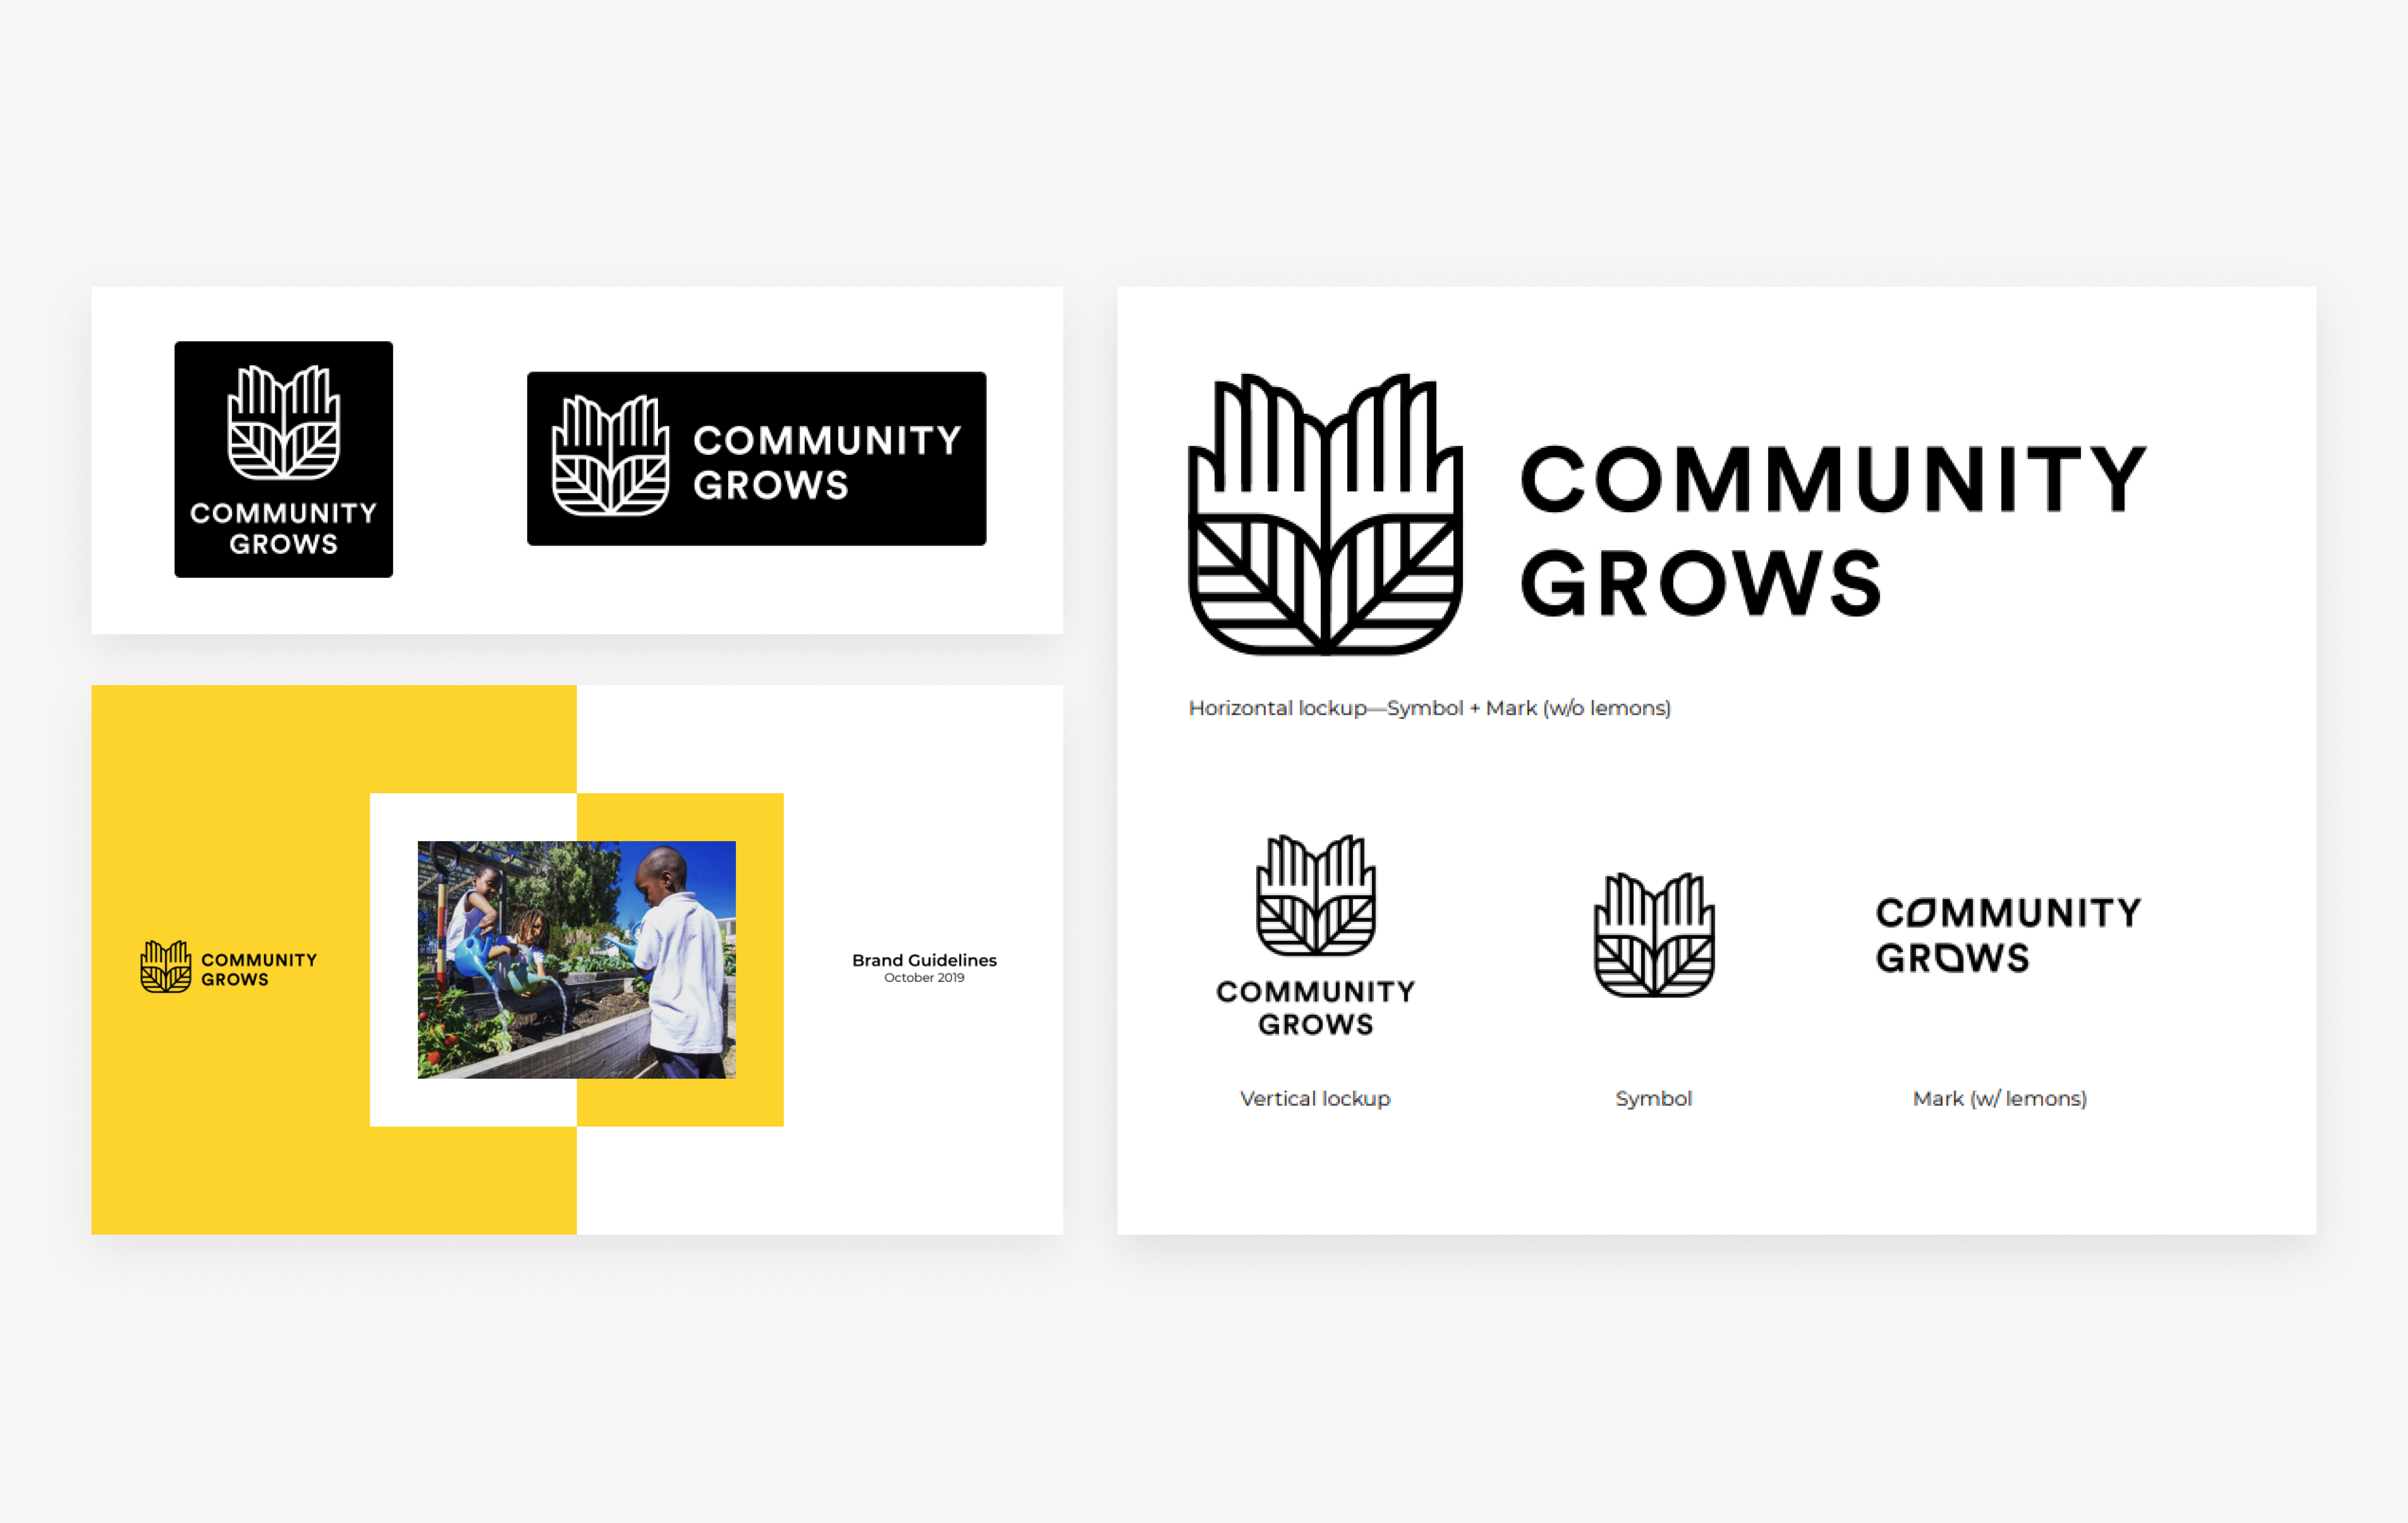 COMMUNITY
GROWS
COMMUNITY
GROWS
COMMUNITY
GROWS
Brand Guidelines
October 2019
COMMUNITY
GROWS
Horizontal lockup—Symbol + Mark (w/o lemons)
COMMUNITY
GROWS
Vertical lockup
Symbol
COMMUNITY
GROWS
Mark (w/ lemons)